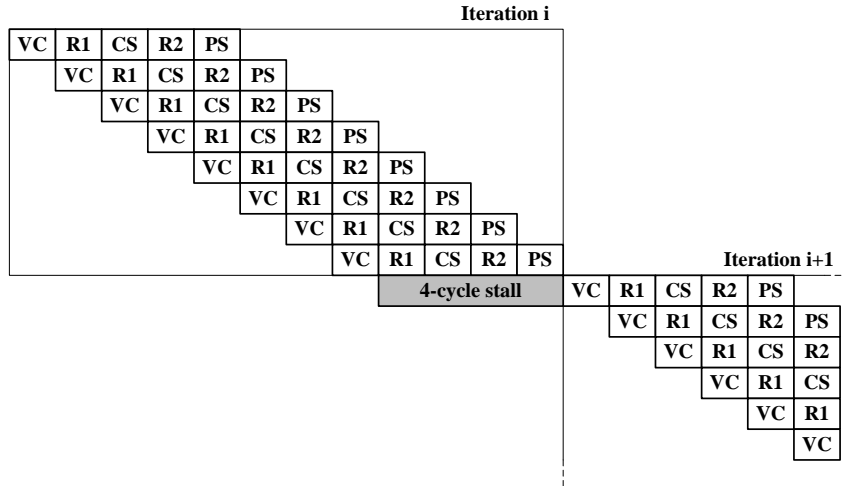 Iteration i
VC R1 CS R2 PS
VC R1 CS R2 PS
VC R1 CS R2 PS
VC R1 CS R2 PS
VC R1 CS R2 PS
VC R1 CS R2 PS
VC R1 CS R2 PS
VC R1 CS R2 PS
Iteration i+1
4-cycle stall VC R1 CS R2 PS
VC R1 CS R2 PS
VC R1 CS R2
VC R1 CS
VC R1
VC